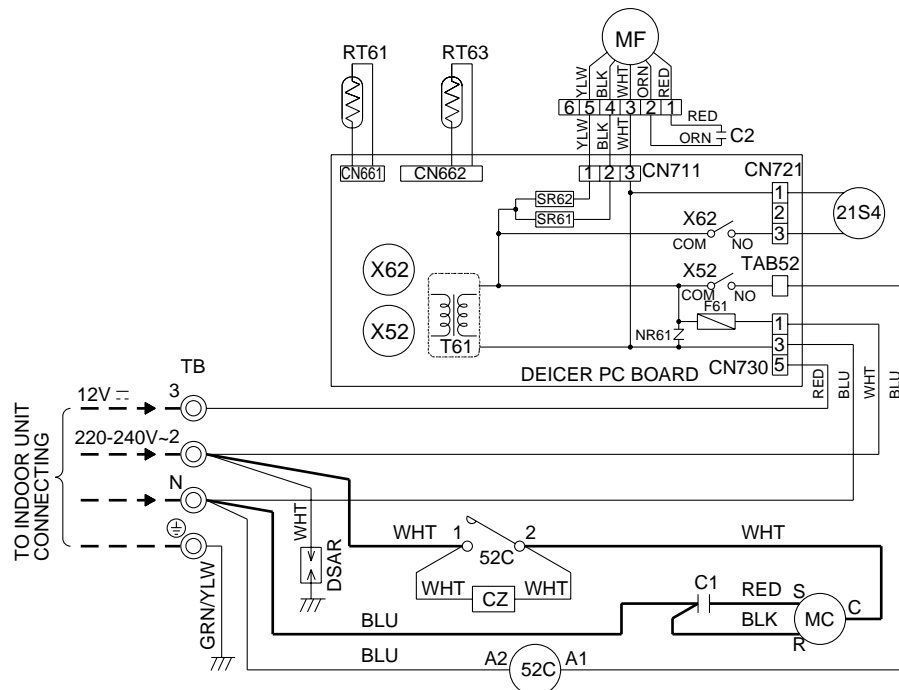 MF
RT61
RT63
YLW
BLK
WHT
ORN
RED
6 5 4 3 2 1
RED
ORN
C2
YLW
BLK
WHT
CN661
CN662
1 2 3
CN711
CN721
SR62
SR61
1
2
3
21S4
X62
COM
NO
X62
X52
TAB52
COM
NO
F61
X52
T61
NR61
1
3
5
DEICER PC BOARD
CN730
RED
BLU
WHT
BLU
TB
12V
3
220-240V~
2
N
TO INDOOR UNIT
CONNECTING
GRN/YLW
WHT
DSAR
WHT
1
2
52C
WHT
WHT
CZ
WHT
C1
RED
S
C
MC
BLK
R
BLU
BLU
A2
52C
A1